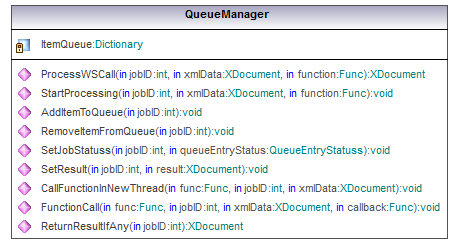 QueueManager
ItemQueue:Dictionary
ProcessWSCall(in jobID:int, in xmlData:XDocument, in function:Func):XDocument
StartProcessing(in jobID:int, in xmlData:XDocument, in function:Func):void
AddItemToQueue(in jobID:int):void
RemoveItemFromQueue(in jobID:int):void
SetJobStatuss(in jobID:int, in queueEntryStatus:QueueEntryStatuss):void
SetResult(in jobID:int, in result:XDocument):void
CallFunctionInNewThread(in func:Func, in jobID:int, in xmlData:XDocument):void
FunctionCall(in func:Func, in jobID:int, in xmlData:XDocument, in callback:Func):void
ReturnResultIfAny(in jobID:int):XDocument